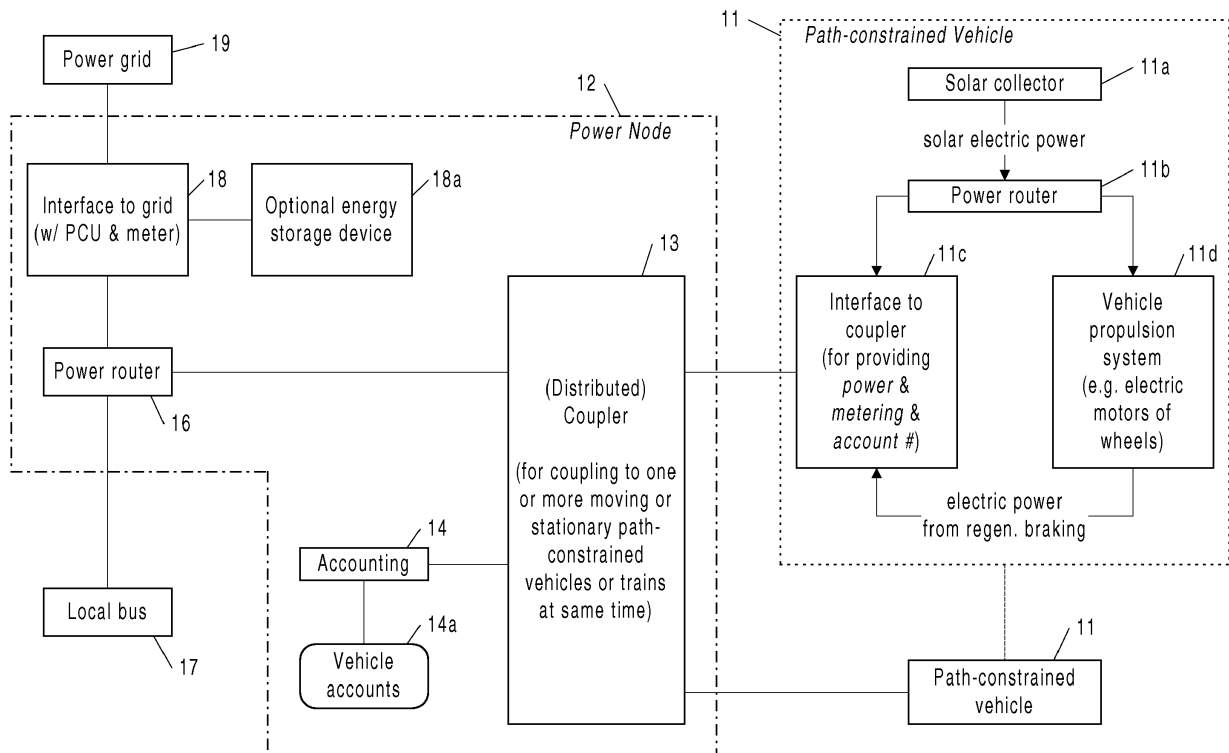 19
Power grid
12
Power Node
18
Interface to grid
(w/ PCU & meter)
18a
Optional energy
storage device
13
(Distributed)
Coupler
(for coupling to one
or more moving or
stationary path-
constrained
vehicles or trains
at same time)
Power router
16
14
Accounting
14a
Vehicle
accounts
Local bus
17
11
Path-constrained Vehicle
11a
Solar collector
solar electric power
11b
Power router
11c
Interface to
coupler
(for providing
power &
metering &
account #)
11d
Vehicle
propulsion
system
(e.g. electric
motors of
wheels)
electric power
from regen. braking
11
Path-constrained
vehicle